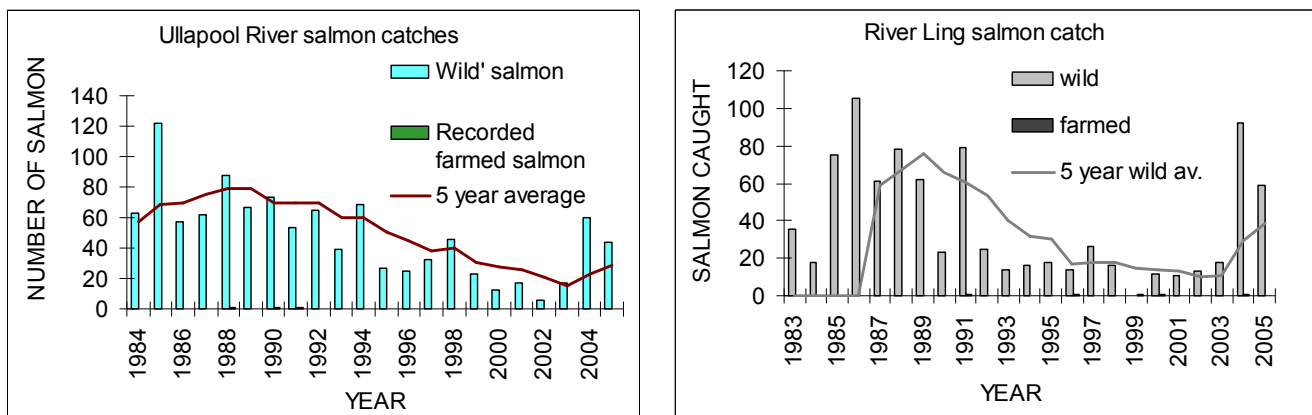 Ullapool River salmon catches
Wild' salmon
Recorded
farmed salmon
5 year average
NUMBER OF SALMON
140
120
100
80
60
40
20
0
1984
1986
1988
1990
1992
1994
1996
1998
2000
2002
2004
YEAR
River Ling salmon catch
wild
farmed
5 year wild av.
SALMON CAUGHT
120
100
80
60
40
20
0
1983
1985
1987
1989
1991
1993
1995
1997
1999
2001
2003
2005
YEAR